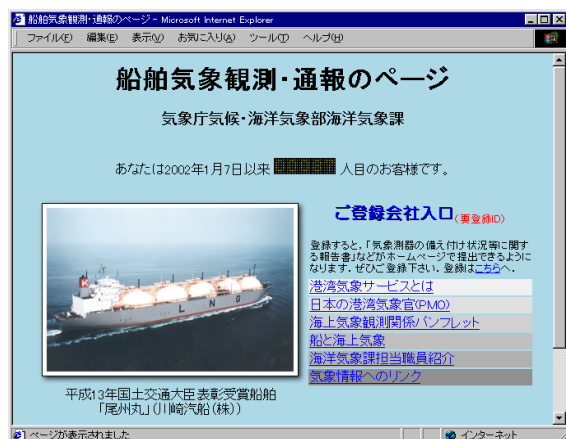 船舶気象観測・通報のページ - Microsoft Internet Explorer
ファイル(F) 編集(E) 表示(V) お気に入り(A) ツール(T) ヘルプ(H)
船舶気象観測・通報のページ
気象庁気候・海洋気象部海洋気象課
あなたは2002年1月7日以来 人目のお客様です。
ご登録会社入口(要登録ID)
登録すると、「気象測器の備え付け状況等に関す
る報告書」などがホームページで提出できるように
なります。ぜひご登録下さい。登録はこちらへ。
港湾気象サービスとは
日本の港湾気象官(PMO)
海上気象観測関係パンフレット
船と海上気象
海洋気象課担当職員紹介
気象情報へのリンク
LNG
平成13年国土交通大臣表彰受賞船舶
「尾州丸」(川崎汽船(株))
ページが表示されました
インターネット